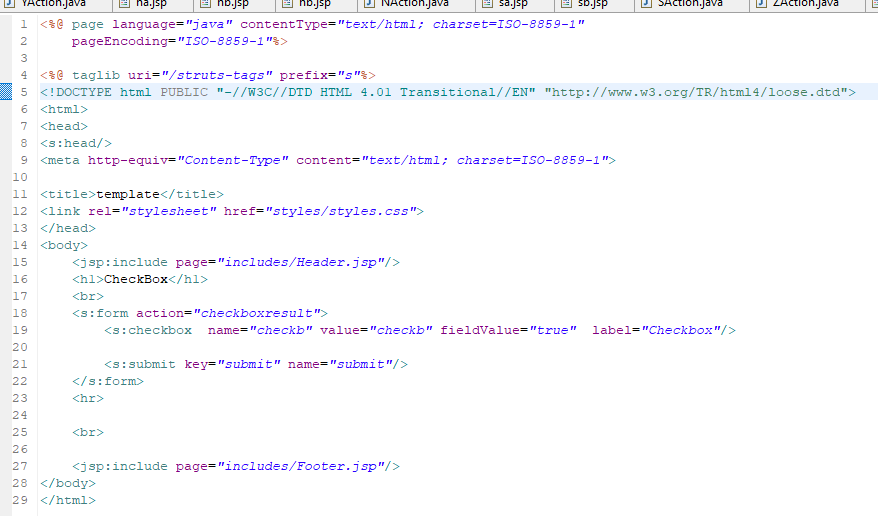 YAction.java na.jsp nb.jsp nb.jsp NAction.java sa.jsp sb.jsp SAction.java ZAction.java
1 <%@ page language="java" contentType="text/html; charset=ISO-8859-1"
2 pageEncoding="ISO-8859-1"%>
3
4 <%@ taglib uri="/struts-tags" prefix="s"%>
5 <!DOCTYPE html PUBLIC "-//W3C//DTD HTML 4.01 Transitional//EN" "http://www.w3.org/TR/html4/loose.dtd">
6 <html>
7 <head>
8 <s:head/>
9 <meta http-equiv="Content-Type" content="text/html; charset=ISO-8859-1">
10
11 <title>template</title>
12 <link rel="stylesheet" href="styles/styles.css">
13 </head>
14 <body>
15 <jsp:include page="includes/Header.jsp"/>
16 <h1>CheckBox</h1>
17 <br>
18 <s:form action="checkboxresult">
19 <s:checkbox  name="checkb" value="checkb" fieldValue="true"  label="Checkbox"/>
20
21 <s:submit key="submit" name="submit"/>
22 </s:form>
23 <hr>
24
25 <br>
26
27 <jsp:include page="includes/Footer.jsp"/>
28 </body>
29 </html>